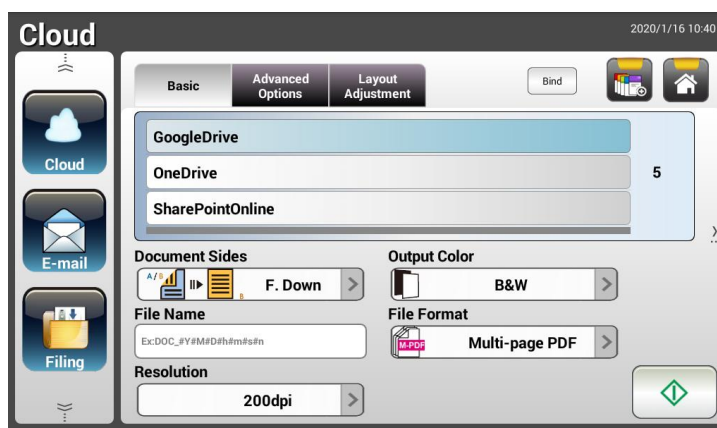 Cloud
2020/1/16 10:40
Basic
Advanced Options
Layout Adjustment
Bind
Cloud
GoogleDrive
OneDrive
5
SharePointOnline
E-mail
Document Sides
Output Color
A/B
B
F. Down
B&W
File Name
File Format
Ex:DOC_#Y#M#D#h#m#s#n
M-PDF
Multi-page PDF
Filing
Resolution
200dpi